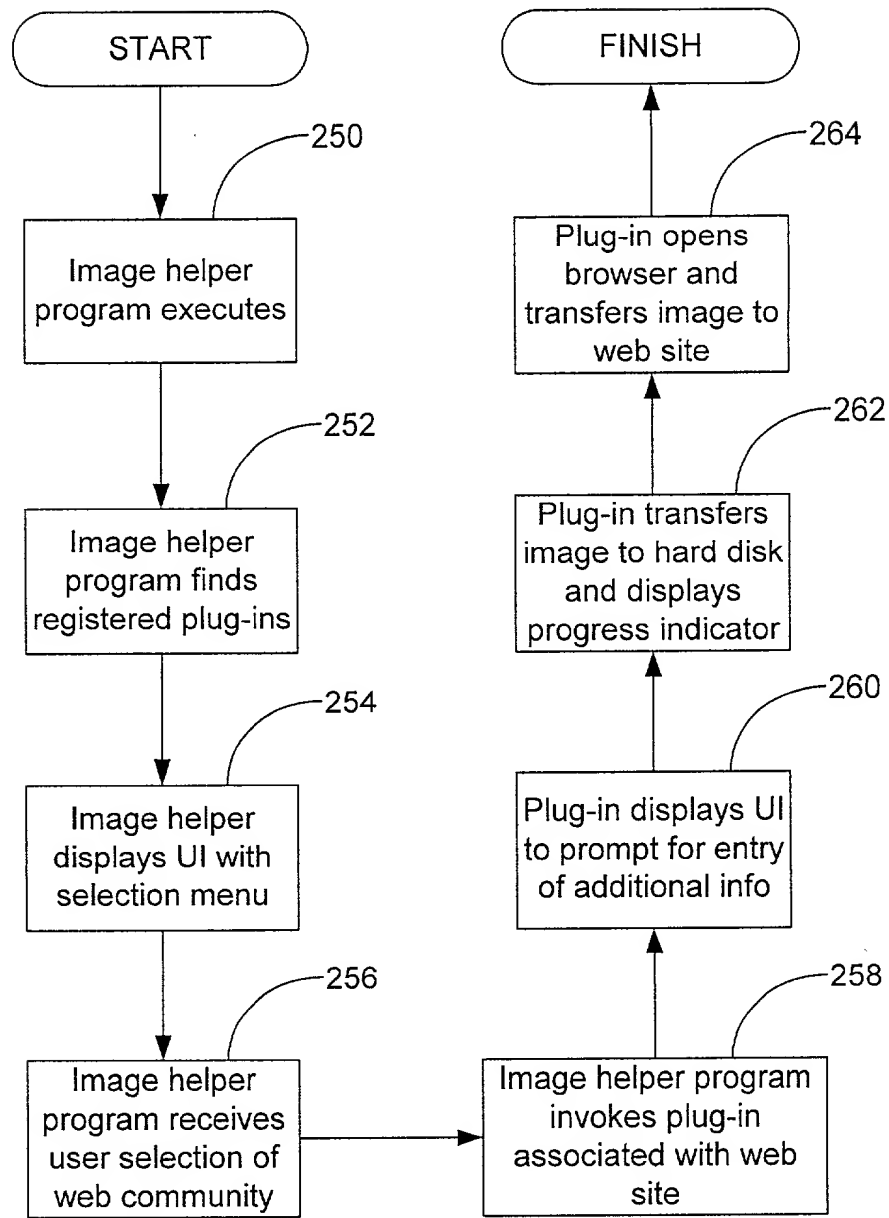 START
250
Image helper
program executes
252
Image helper
program finds
registered plug-ins
254
Image helper
displays UI with
selection menu
256
Image helper
program receives
user selection of
web community
258
Image helper program
invokes plug-in
associated with web
site
260
Plug-in displays UI
to prompt for entry
of additional info
262
Plug-in transfers
image to hard disk
and displays
progress indicator
264
Plug-in opens
browser and
transfers image to
web site
FINISH